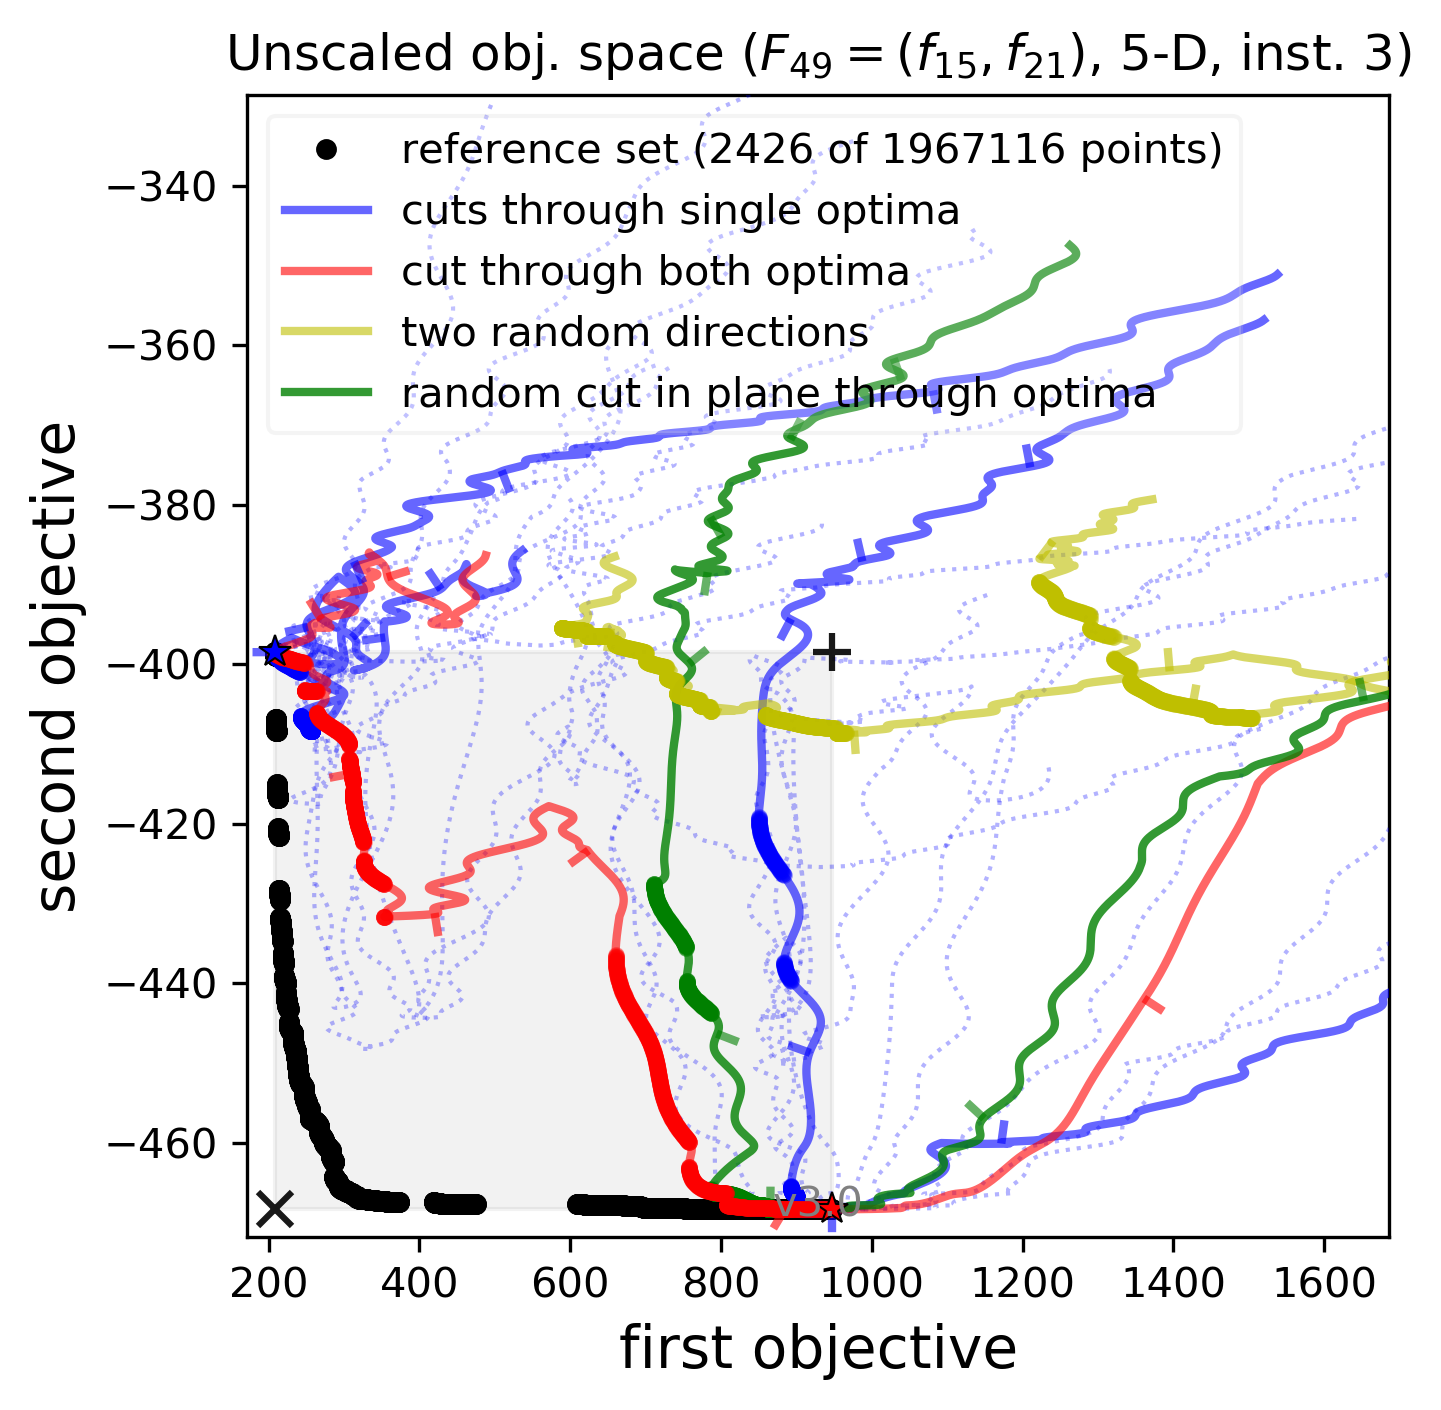 Unscaled obj. space (F₄₉ = (f₁₅, f₂₁), 5-D, inst. 3)
reference set (2426 of 1967116 points)
cuts through single optima
cut through both optima
two random directions
random cut in plane through optima
second objective
−340
−360
−380
−400
−420
−440
−460
v3.0
200 400 600 800 1000 1200 1400 1600
first objective